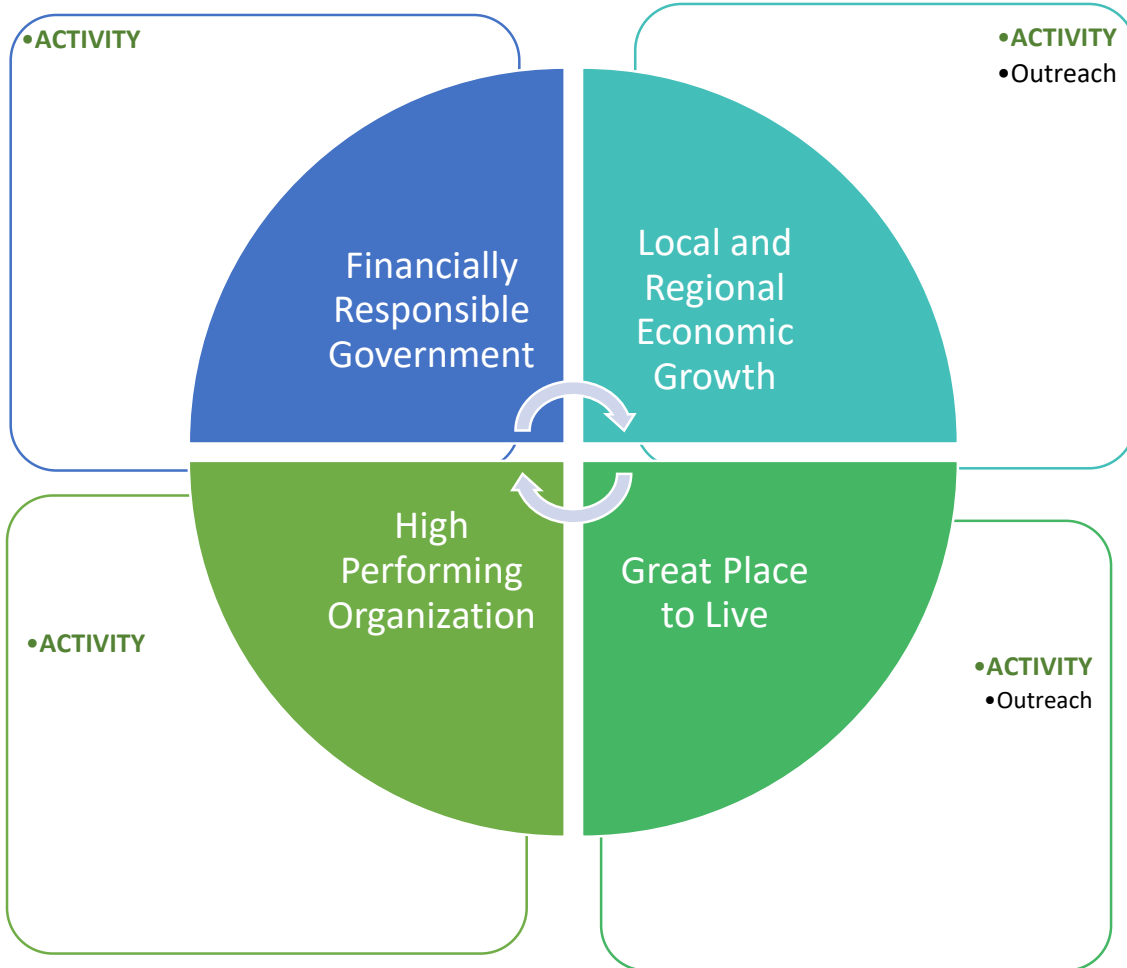 •ACTIVITY
•ACTIVITY
•Outreach
Financially
Responsible
Government
Local and
Regional
Economic
Growth
High
Performing
Organization
Great Place
to Live
•ACTIVITY
•ACTIVITY
•Outreach